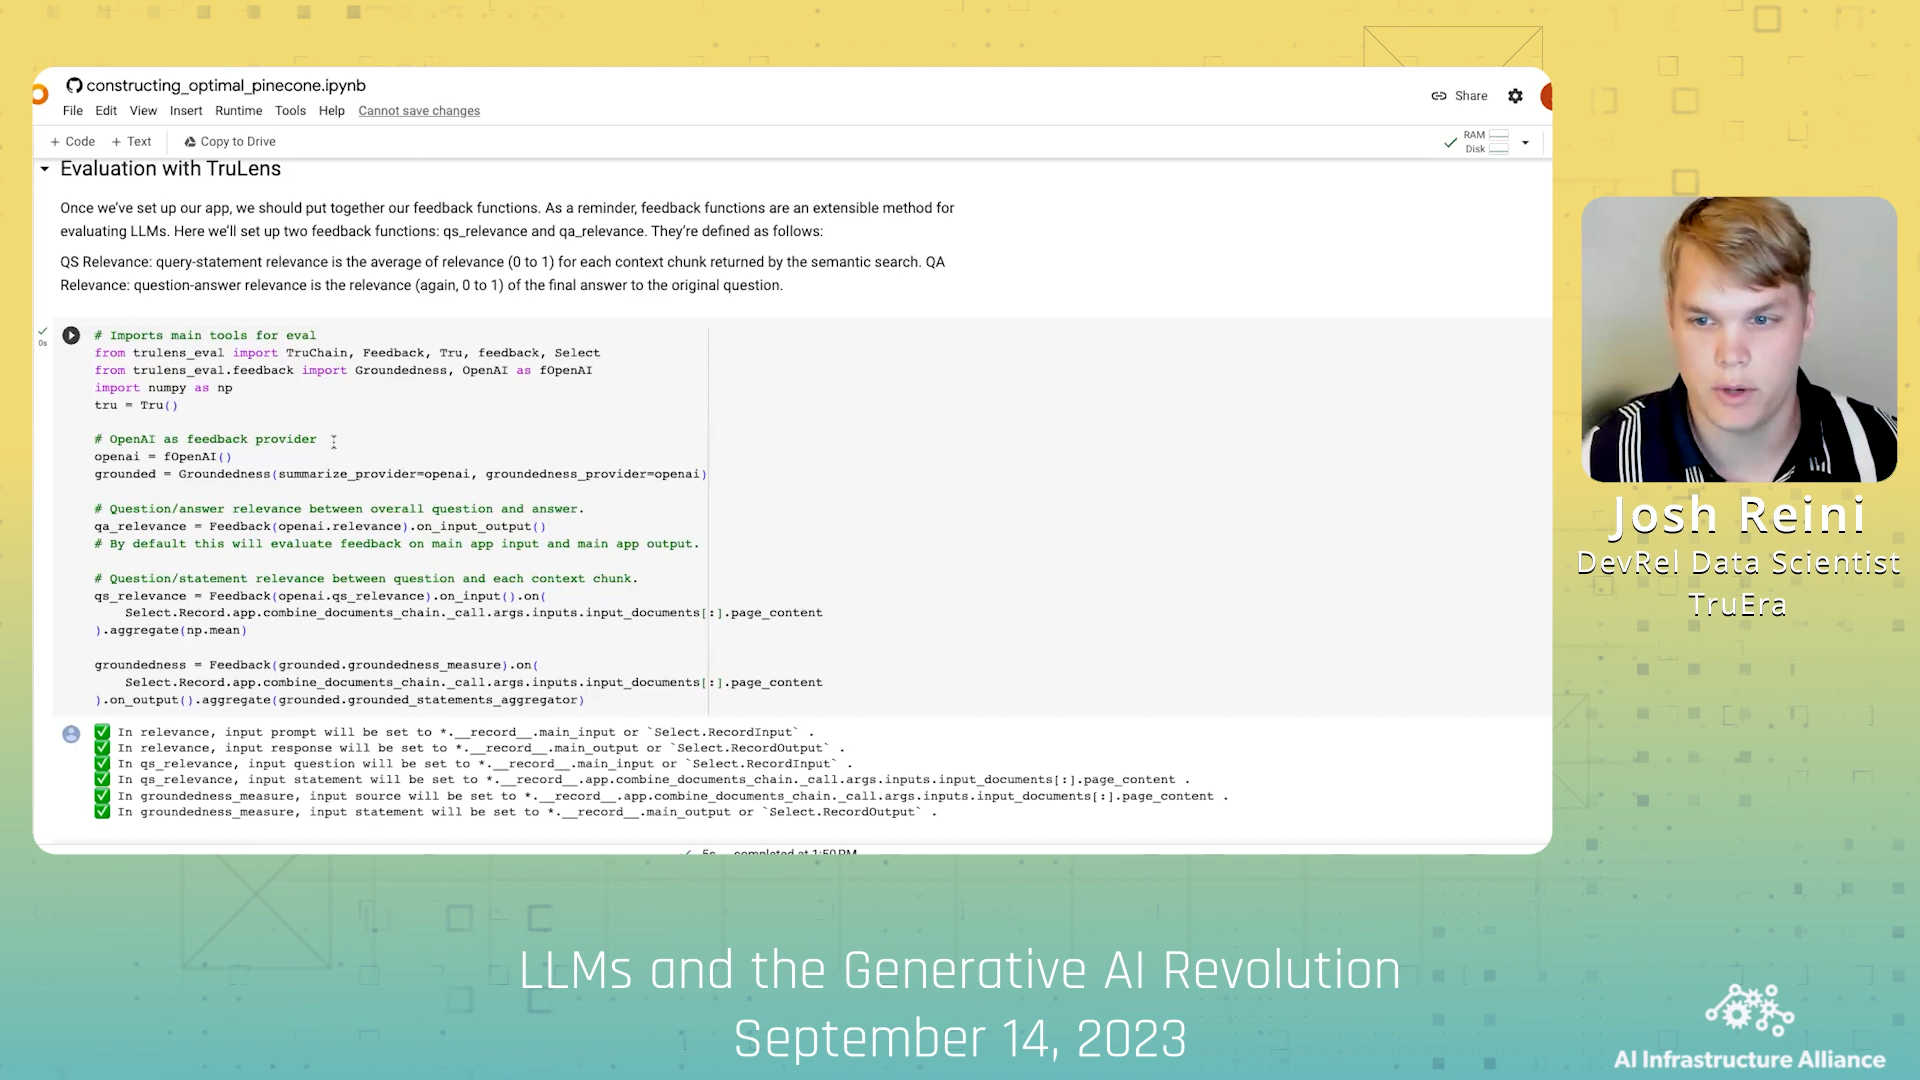 constructing_optimal_pinecone.ipynb
File Edit View Insert Runtime Tools Help Cannot save changes
Share
+ Code + Text Copy to Drive
RAM
Disk
Evaluation with TruLens
Once we've set up our app, we should put together our feedback functions. As a reminder, feedback functions are an extensible method for
evaluating LLMs. Here we'll set up two feedback functions: qs_relevance and qa_relevance. They're defined as follows:
QS Relevance: query-statement relevance is the average of relevance (0 to 1) for each context chunk returned by the semantic search. QA
Relevance: question-answer relevance is the relevance (again, 0 to 1) of the final answer to the original question.
0s
# Imports main tools for eval
from trulens_eval import TruChain, Feedback, Tru, feedback, Select
from trulens_eval.feedback import Groundedness, OpenAI as fOpenAI
import numpy as np
tru = Tru()
# OpenAI as feedback provider
openai = fOpenAI()
grounded = Groundedness(summarize_provider=openai, groundedness_provider=openai)
# Question/answer relevance between overall question and answer.
qa_relevance = Feedback(openai.relevance).on_input_output()
# By default this will evaluate feedback on main app input and main app output.
# Question/statement relevance between question and each context chunk.
qs_relevance = Feedback(openai.qs_relevance).on_input().on(
Select.Record.app.combine_documents_chain._call.args.inputs.input_documents[:].page_content
).aggregate(np.mean)
groundedness = Feedback(grounded.groundedness_measure).on(
Select.Record.app.combine_documents_chain._call.args.inputs.input_documents[:].page_content
).on_output().aggregate(grounded.grounded_statements_aggregator)
✅ In relevance, input prompt will be set to *.__record__.main_input or `Select.RecordInput` .
✅ In relevance, input response will be set to *.__record__.main_output or `Select.RecordOutput` .
✅ In qs_relevance, input question will be set to *.__record__.main_input or `Select.RecordInput` .
✅ In qs_relevance, input statement will be set to *.__record__.app.combine_documents_chain._call.args.inputs.input_documents[:].page_content .
✅ In groundedness_measure, input source will be set to *.__record__.app.combine_documents_chain._call.args.inputs.input_documents[:].page_content .
✅ In groundedness_measure, input statement will be set to *.__record__.main_output or `Select.RecordOutput` .
5s completed at 1:50 PM
Josh Reini
DevRel Data Scientist
TruEra
LLMs and the Generative AI Revolution
September 14, 2023
AI Infrastructure Alliance